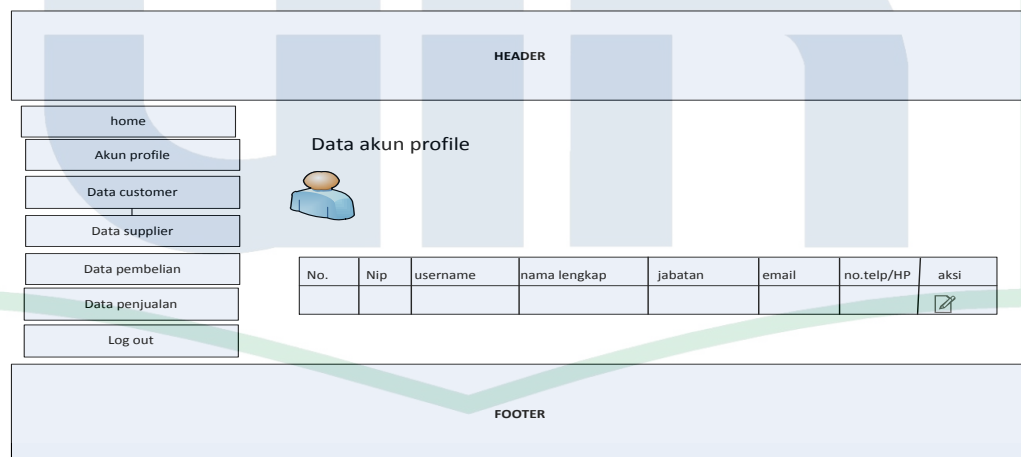 HEADER
home
Akun profile
Data customer
Data supplier
Data pembelian
Data penjualan
Log out
Data akun profile
No. Nip username nama lengkap jabatan email no.telp/HP aksi
FOOTER